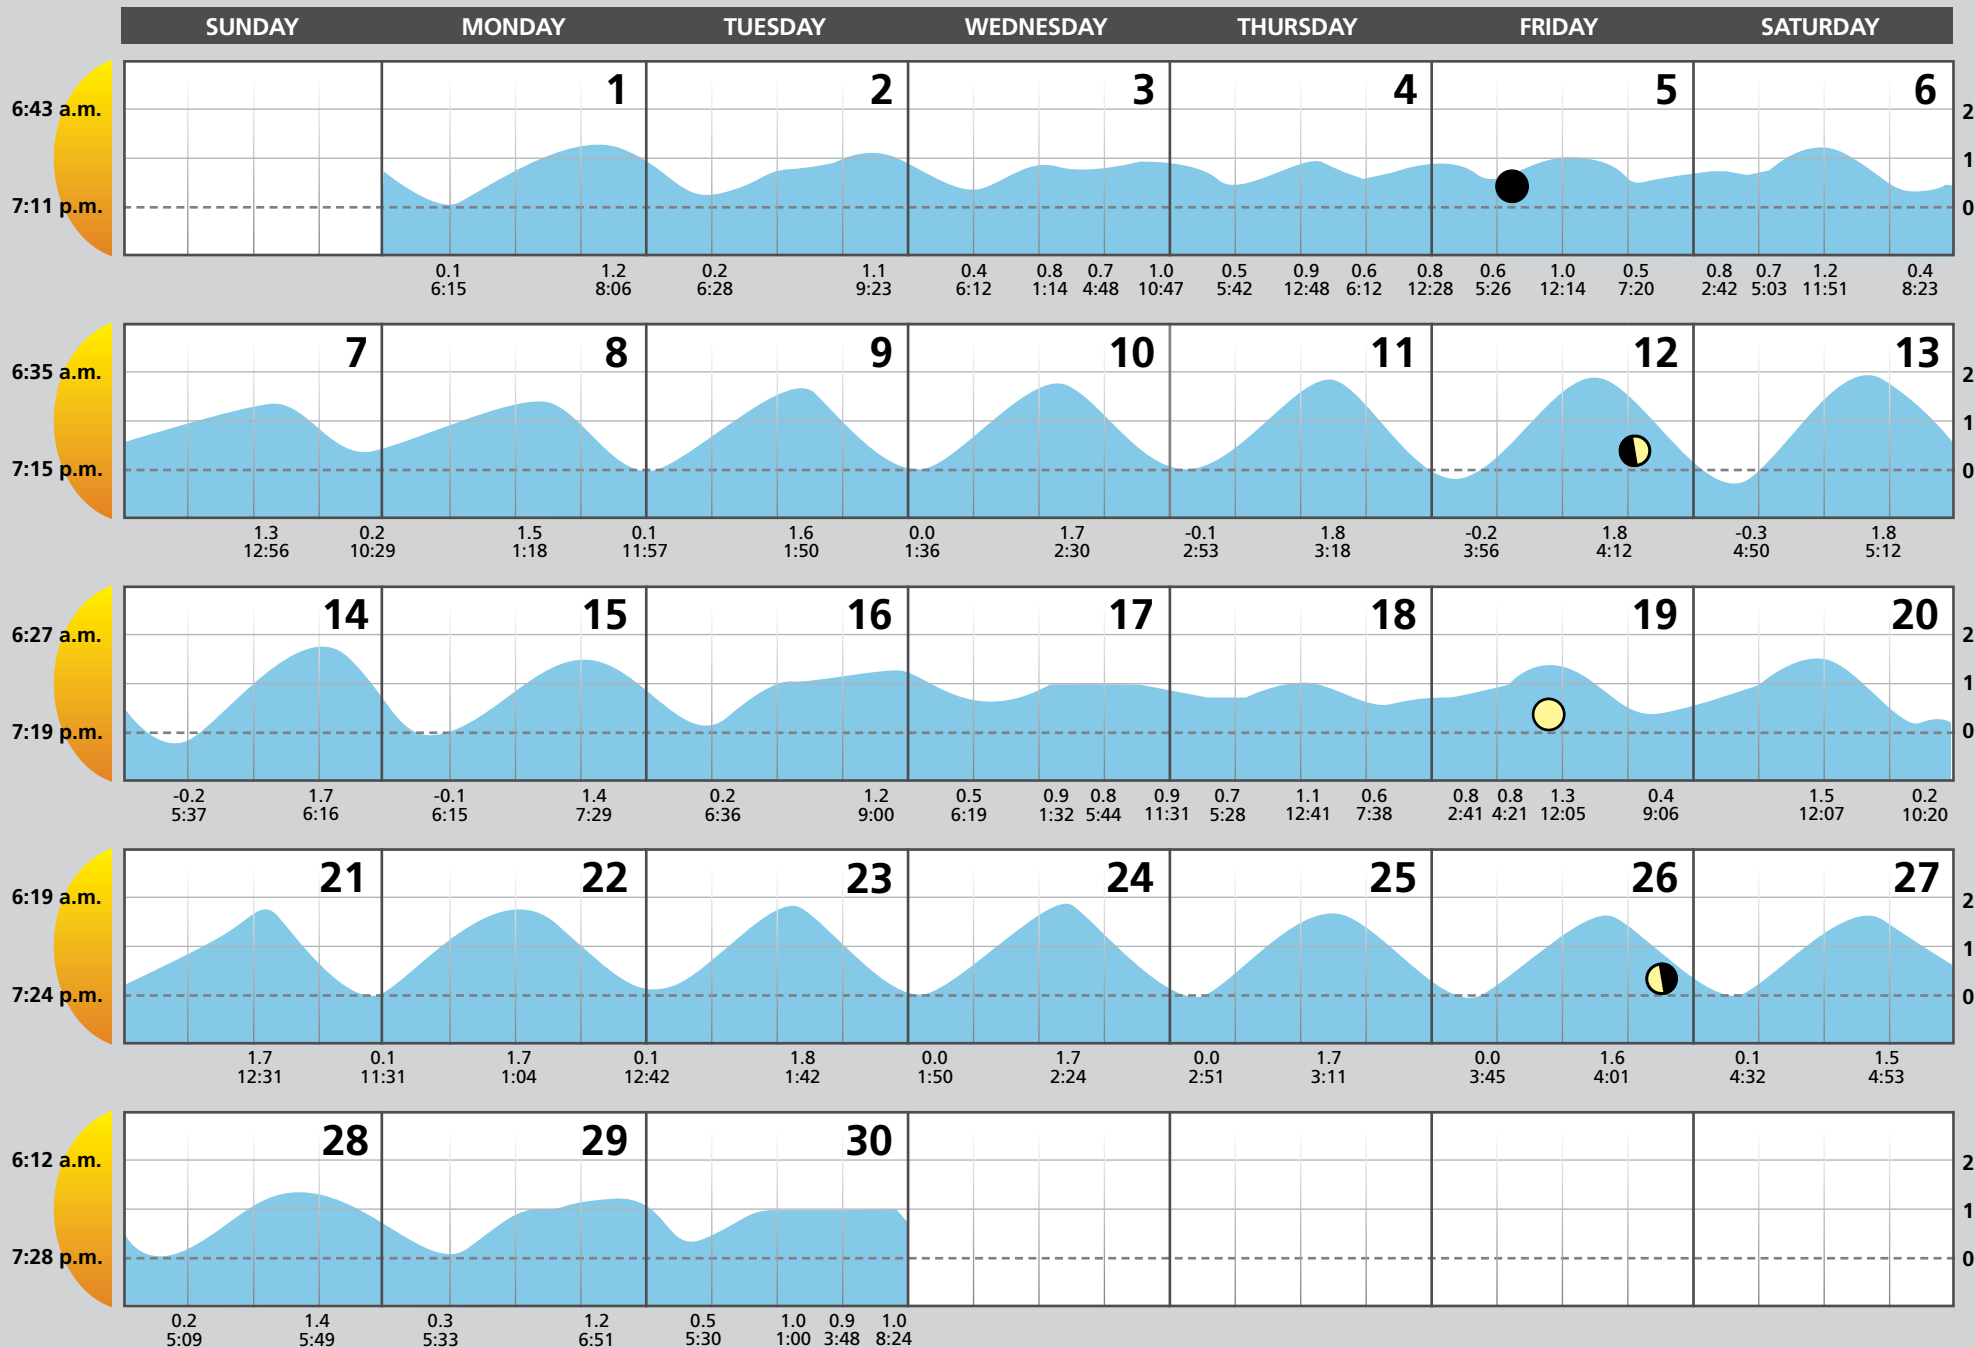 SUNDAY MONDAY TUESDAY WEDNESDAY THURSDAY FRIDAY SATURDAY
1 2 3 4 5 6
6:43 a.m. 2
1
7:11 p.m. 0
0.1 1.2 0.2 1.1 0.4 0.8 0.7 1.0 0.5 0.9 0.6 0.8 0.6 1.0 0.5 0.8 0.7 1.2 0.4
6:15 8:06 6:28 9:23 6:12 1:14 4:48 10:47 5:42 12:48 6:12 12:28 5:26 12:14 7:20 2:42 5:03 11:51 8:23
7 8 9 10 11 12 13
6:35 a.m. 2
1
7:15 p.m. 0
1.3 0.2 1.5 0.1 1.6 0.0 1.7 -0.1 1.8 -0.2 1.8 -0.3 1.8
12:56 10:29 1:18 11:57 1:50 1:36 2:30 2:53 3:18 3:56 4:12 4:50 5:12
14 15 16 17 18 19 20
6:27 a.m. 2
1
7:19 p.m. 0
-0.2 1.7 -0.1 1.4 0.2 1.2 0.5 0.9 0.8 0.9 0.7 1.1 0.6 0.8 0.8 1.3 0.4 1.5 0.2
5:37 6:16 6:15 7:29 6:36 9:00 6:19 1:32 5:44 11:31 5:28 12:41 7:38 2:41 4:21 12:05 9:06 12:07 10:20
21 22 23 24 25 26 27
6:19 a.m. 2
1
7:24 p.m. 0
1.7 0.1 1.7 0.1 1.8 0.0 1.7 0.0 1.7 0.0 1.6 0.1 1.5
12:31 11:31 1:04 12:42 1:42 1:50 2:24 2:51 3:11 3:45 4:01 4:32 4:53
28 29 30
6:12 a.m. 2
1
7:28 p.m. 0
0.2 1.4 0.3 1.2 0.5 1.0 0.9 1.0
5:09 5:49 5:33 6:51 5:30 1:00 3:48 8:24